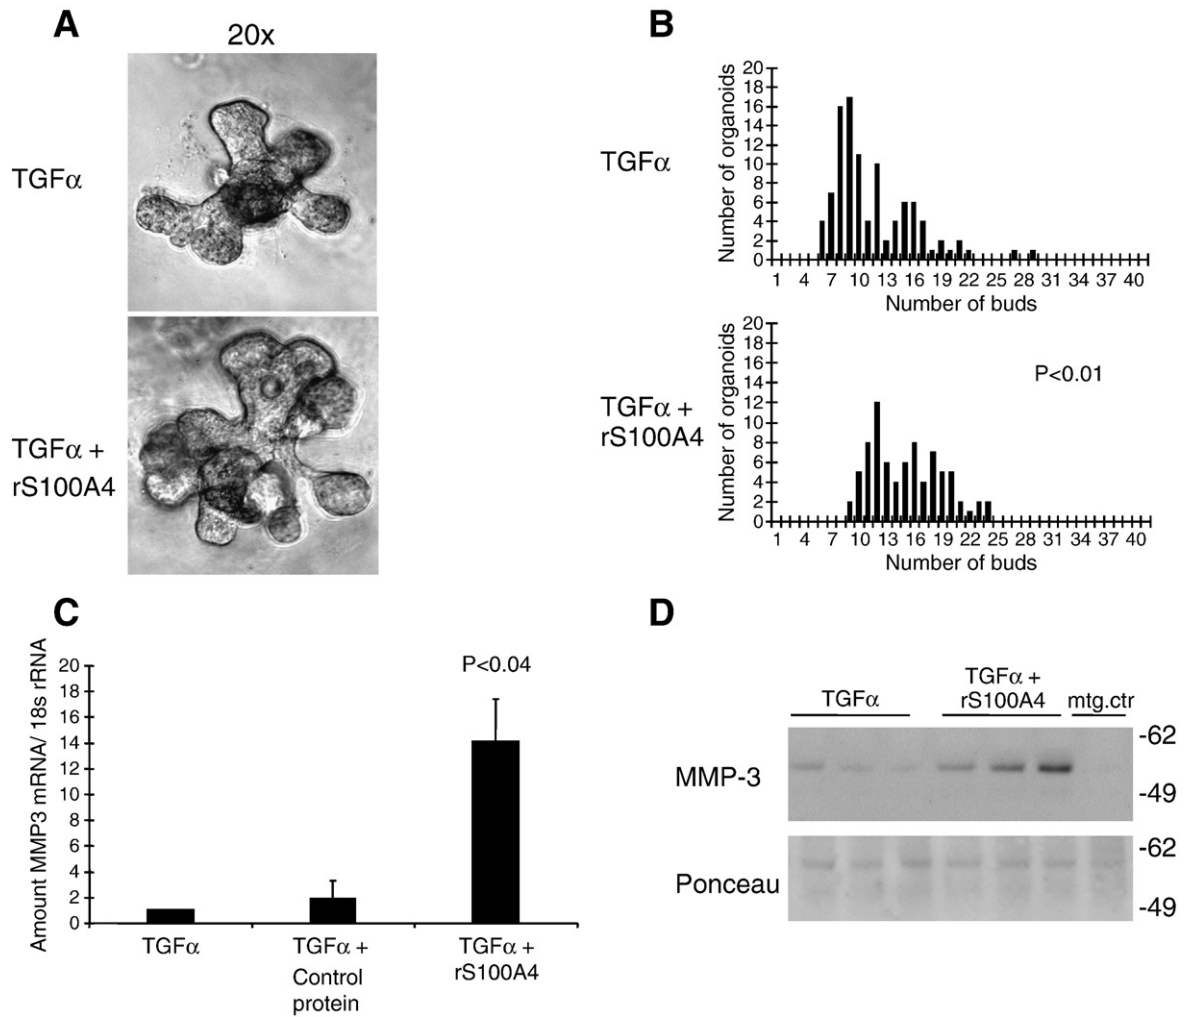 A
20x
TGFα
TGFα +
rS100A4
B
TGFα
Number of organoids
20
18
16
14
12
10
8
6
4
2
0
1 4 7 10 13 16 19 22 25 28 31 34 37 40
Number of buds
TGFα +
rS100A4
Number of organoids
20
18
16
14
12
10
8
6
4
2
0
P<0.01
1 4 7 10 13 16 19 22 25 28 31 34 37 40
Number of buds
C
Amount MMP3 mRNA/ 18s rRNA
20
18
16
14
12
10
8
6
4
2
0
P<0.04
TGFα
TGFα +
Control
protein
TGFα +
rS100A4
D
TGFα
TGFα +
rS100A4
mtg.ctr
MMP-3
-62
-49
Ponceau
-62
-49